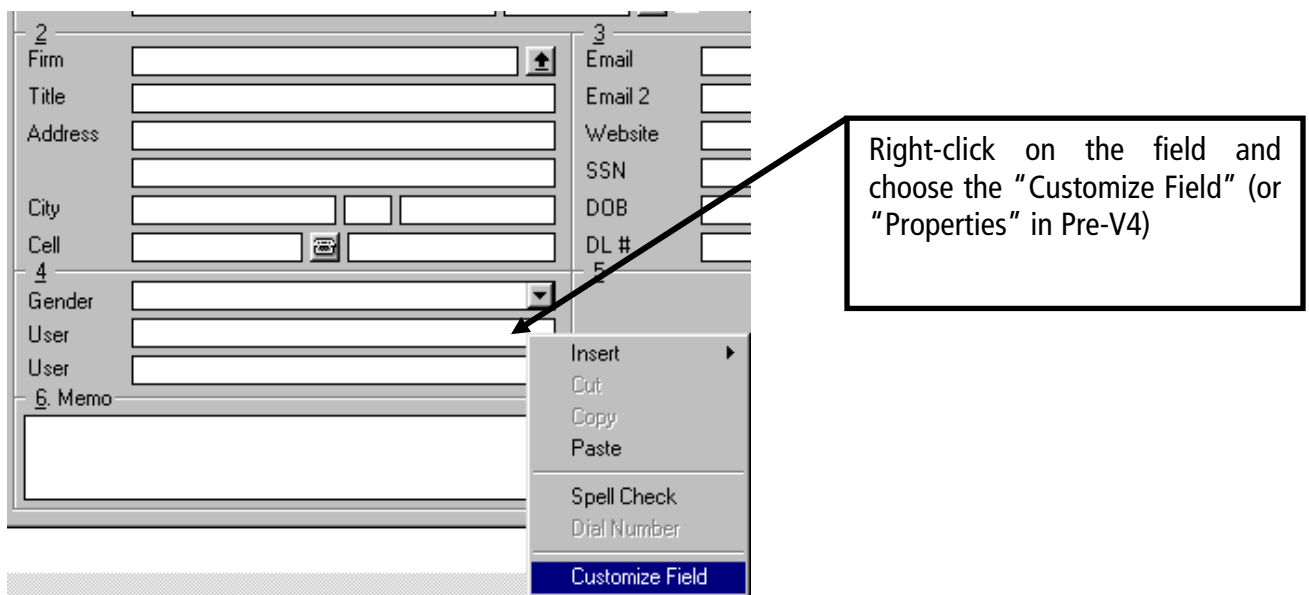 2
Firm
Title
Address
City
Cell
3
Email
Email 2
Website
SSN
DOB
DL #
4
Gender
User
User
5
6. Memo
Insert
Cut
Copy
Paste
Spell Check
Dial Number
Customize Field
Right-click on the field and
choose the “Customize Field” (or
“Properties” in Pre-V4)